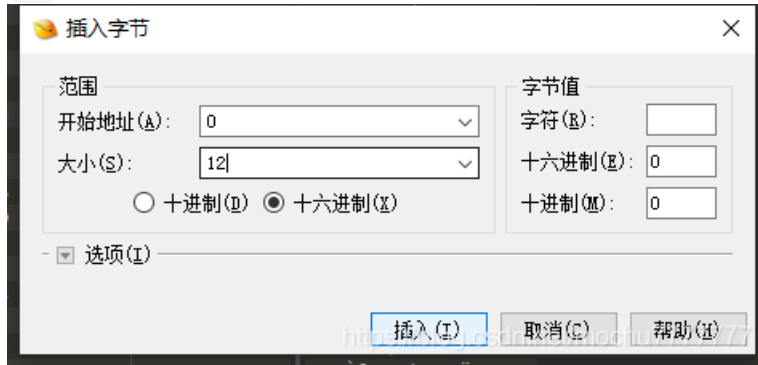 插入字节
范围
开始地址(A): 0
大小(S): 12
十进制(D) 十六进制(X)
字节值
字符(R):
十六进制(E): 0
十进制(M): 0
选项(I)
插入(I) 取消(C) 帮助(H)